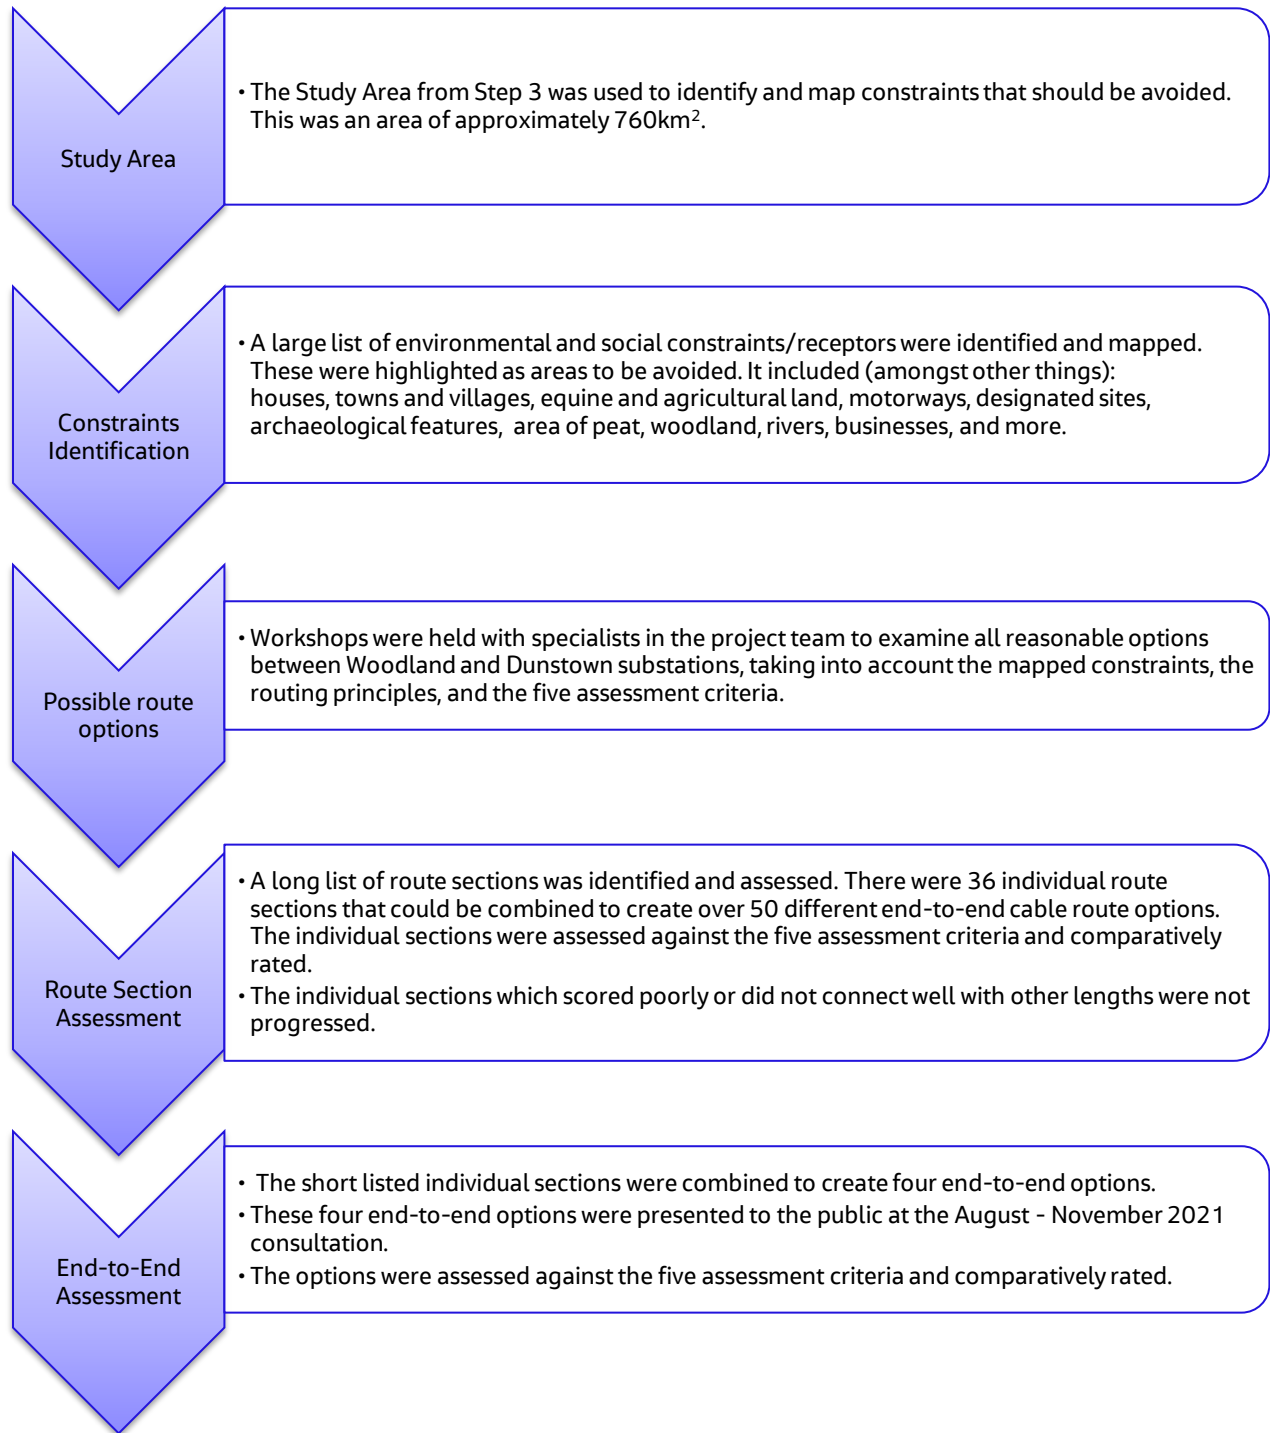 Study Area
• The Study Area from Step 3 was used to identify and map constraints that should be avoided.
This was an area of approximately 760km².
Constraints
Identification
• A large list of environmental and social constraints/receptors were identified and mapped.
These were highlighted as areas to be avoided. It included (amongst other things):
houses, towns and villages, equine and agricultural land, motorways, designated sites,
archaeological features, area of peat, woodland, rivers, businesses, and more.
Possible route
options
• Workshops were held with specialists in the project team to examine all reasonable options
between Woodland and Dunstown substations, taking into account the mapped constraints, the
routing principles, and the five assessment criteria.
Route Section
Assessment
• A long list of route sections was identified and assessed. There were 36 individual route
sections that could be combined to create over 50 different end-to-end cable route options.
The individual sections were assessed against the five assessment criteria and comparatively
rated.
• The individual sections which scored poorly or did not connect well with other lengths were not
progressed.
End-to-End
Assessment
• The short listed individual sections were combined to create four end-to-end options.
• These four end-to-end options were presented to the public at the August - November 2021
consultation.
• The options were assessed against the five assessment criteria and comparatively rated.